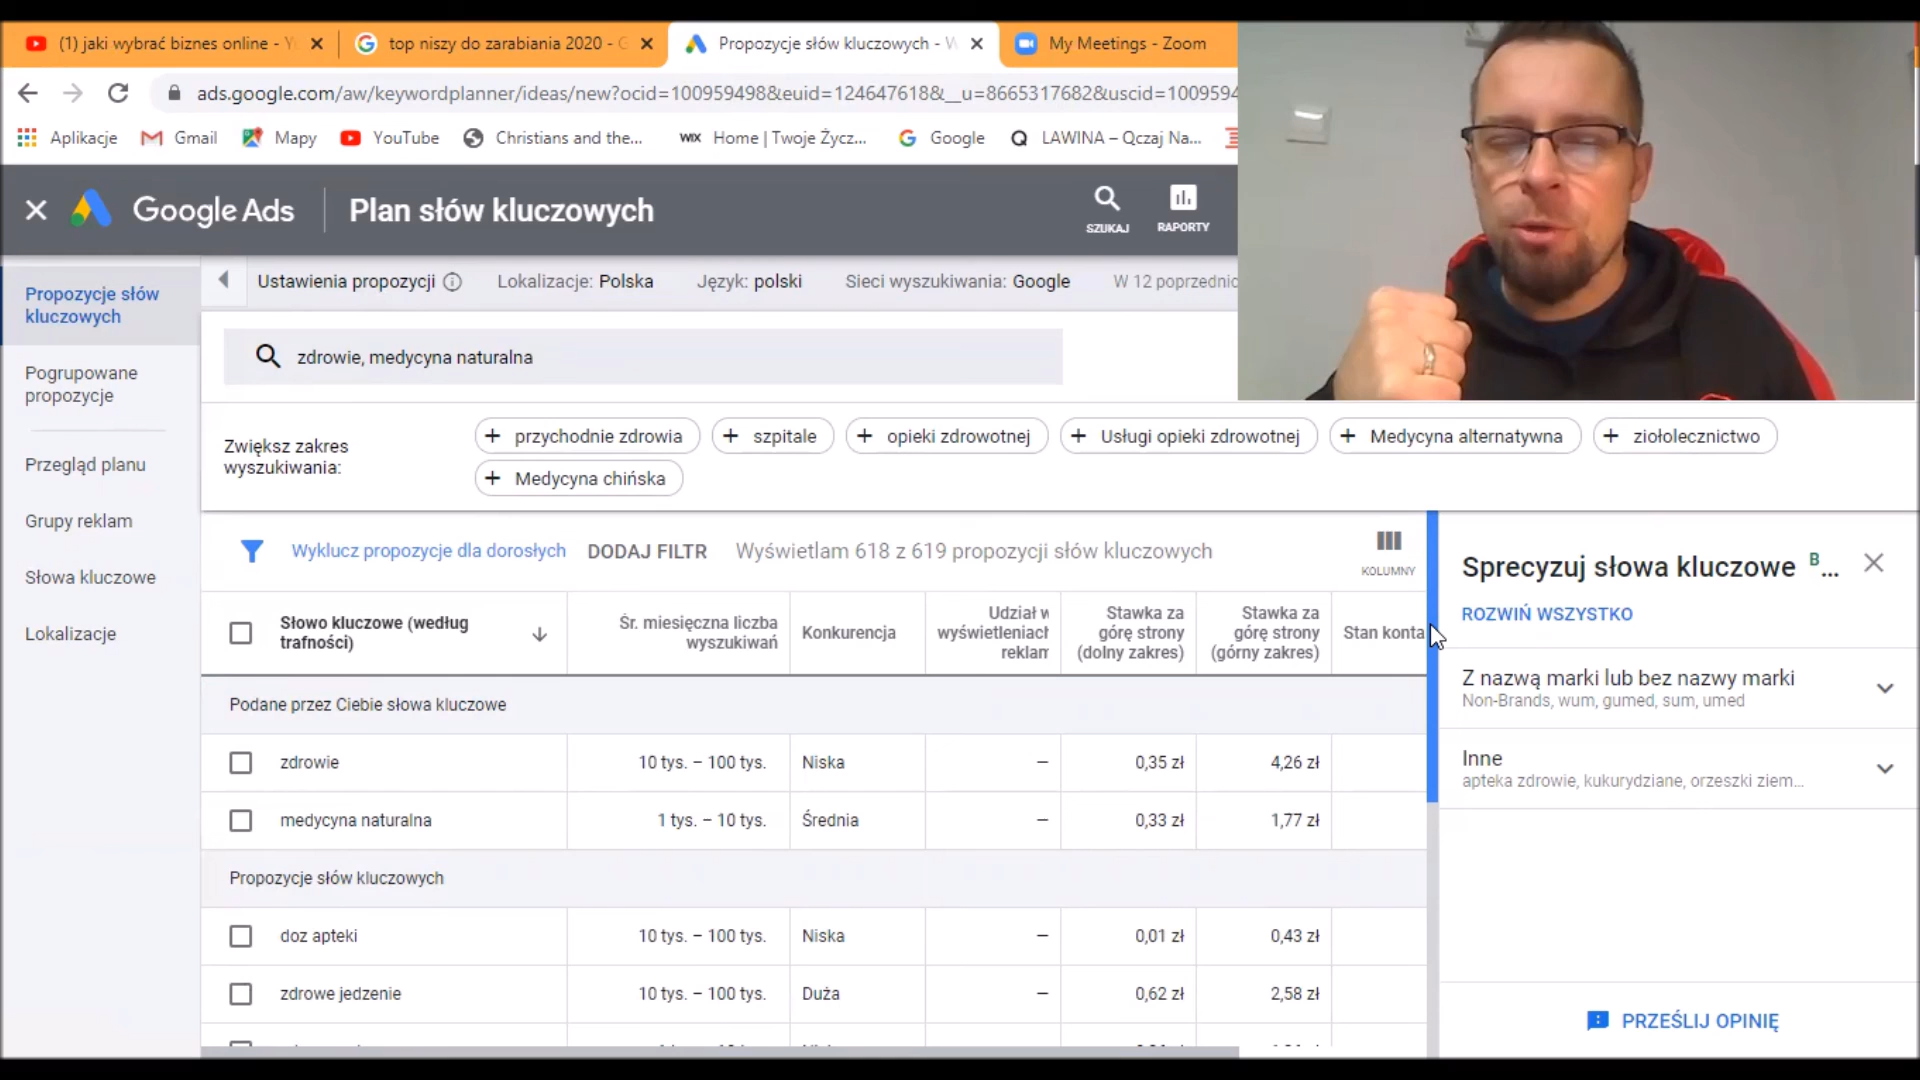 (1) jaki wybrać biznes online -
top niszy do zarabiania 2020 -
Propozycje słów kluczowych -
My Meetings - Zoom
ads.google.com/aw/keywordplanner/ideas/new?ocid=100959498&euid=124647618&__u=8665317682&uscid=1009594
Aplikacje
Gmail
Mapy
YouTube
Christians and the...
WIX Home | Twoje Życz...
Google
LAWINA – Qczaj Na...
Google Ads
Plan słów kluczowych
SZUKAJ
RAPORTY
Propozycje słów
kluczowych
Pogrupowane
propozycje
Przegląd planu
Grupy reklam
Słowa kluczowe
Lokalizacje
Ustawienia propozycji
Lokalizacje: Polska
Język: polski
Sieci wyszukiwania: Google
W 12 poprzednic
zdrowie, medycyna naturalna
Zwiększ zakres
wyszukiwania:
+ przychodnie zdrowia
+ szpitale
+ opieki zdrowotnej
+ Usługi opieki zdrowotnej
+ Medycyna alternatywna
+ ziołolecznictwo
+ Medycyna chińska
Wyklucz propozycje dla dorosłych
DODAJ FILTR
Wyświetlam 618 z 619 propozycji słów kluczowych
KOLUMNY
Słowo kluczowe (według
trafności)
Śr. miesięczna liczba
wyszukiwań
Konkurencja
Udział w
wyświetleniach
reklam
Stawka za
górę strony
(dolny zakres)
Stawka za
górę strony
(górny zakres)
Stan konta
Podane przez Ciebie słowa kluczowe
zdrowie 10 tys. – 100 tys. Niska – 0,35 zł 4,26 zł
medycyna naturalna 1 tys. – 10 tys. Średnia – 0,33 zł 1,77 zł
Propozycje słów kluczowych
doz apteki 10 tys. – 100 tys. Niska – 0,01 zł 0,43 zł
zdrowe jedzenie 10 tys. – 100 tys. Duża – 0,62 zł 2,58 zł
Sprecyzuj słowa kluczowe B...
ROZWIŃ WSZYSTKO
Z nazwą marki lub bez nazwy marki
Non-Brands, wum, gumed, sum, umed
Inne
apteka zdrowie, kukurydziane, orzeszki ziem...
PRZEŚLIJ OPINIĘ